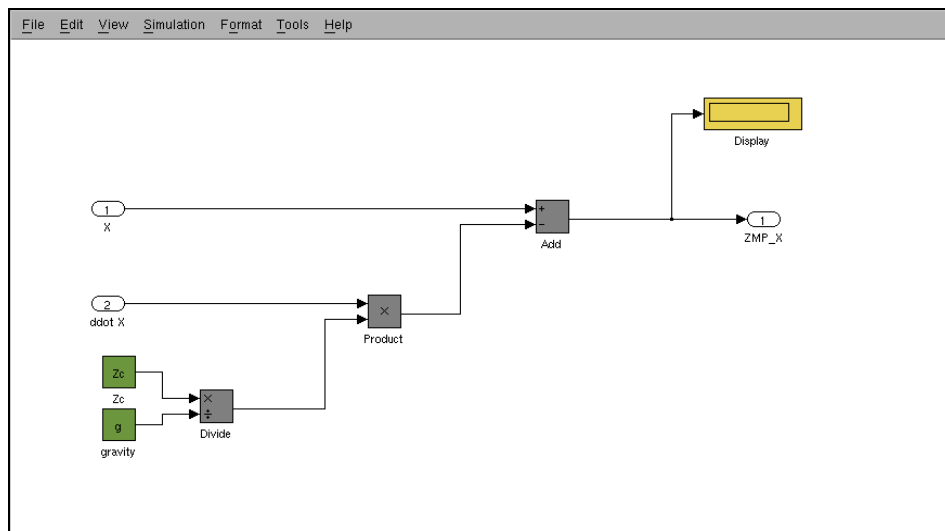 File Edit View Simulation Format Tools Help
Display
1
X
+
−
Add
1
ZMP_X
2
ddot X
×
Product
Zc
Zc
×
÷
Divide
g
gravity